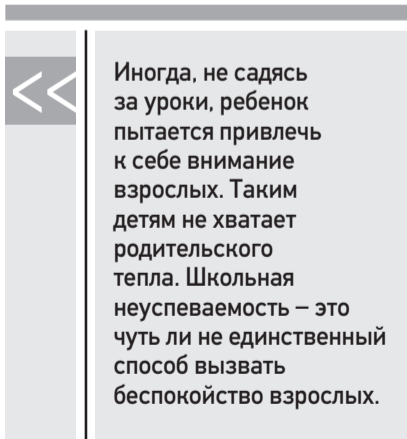 <<
Иногда, не садясь
за уроки, ребенок
пытается привлечь
к себе внимание
взрослых. Таким
детям не хватает
родительского
тепла. Школьная
неуспеваемость – это
чуть ли не единственный
способ вызвать
беспокойство взрослых.